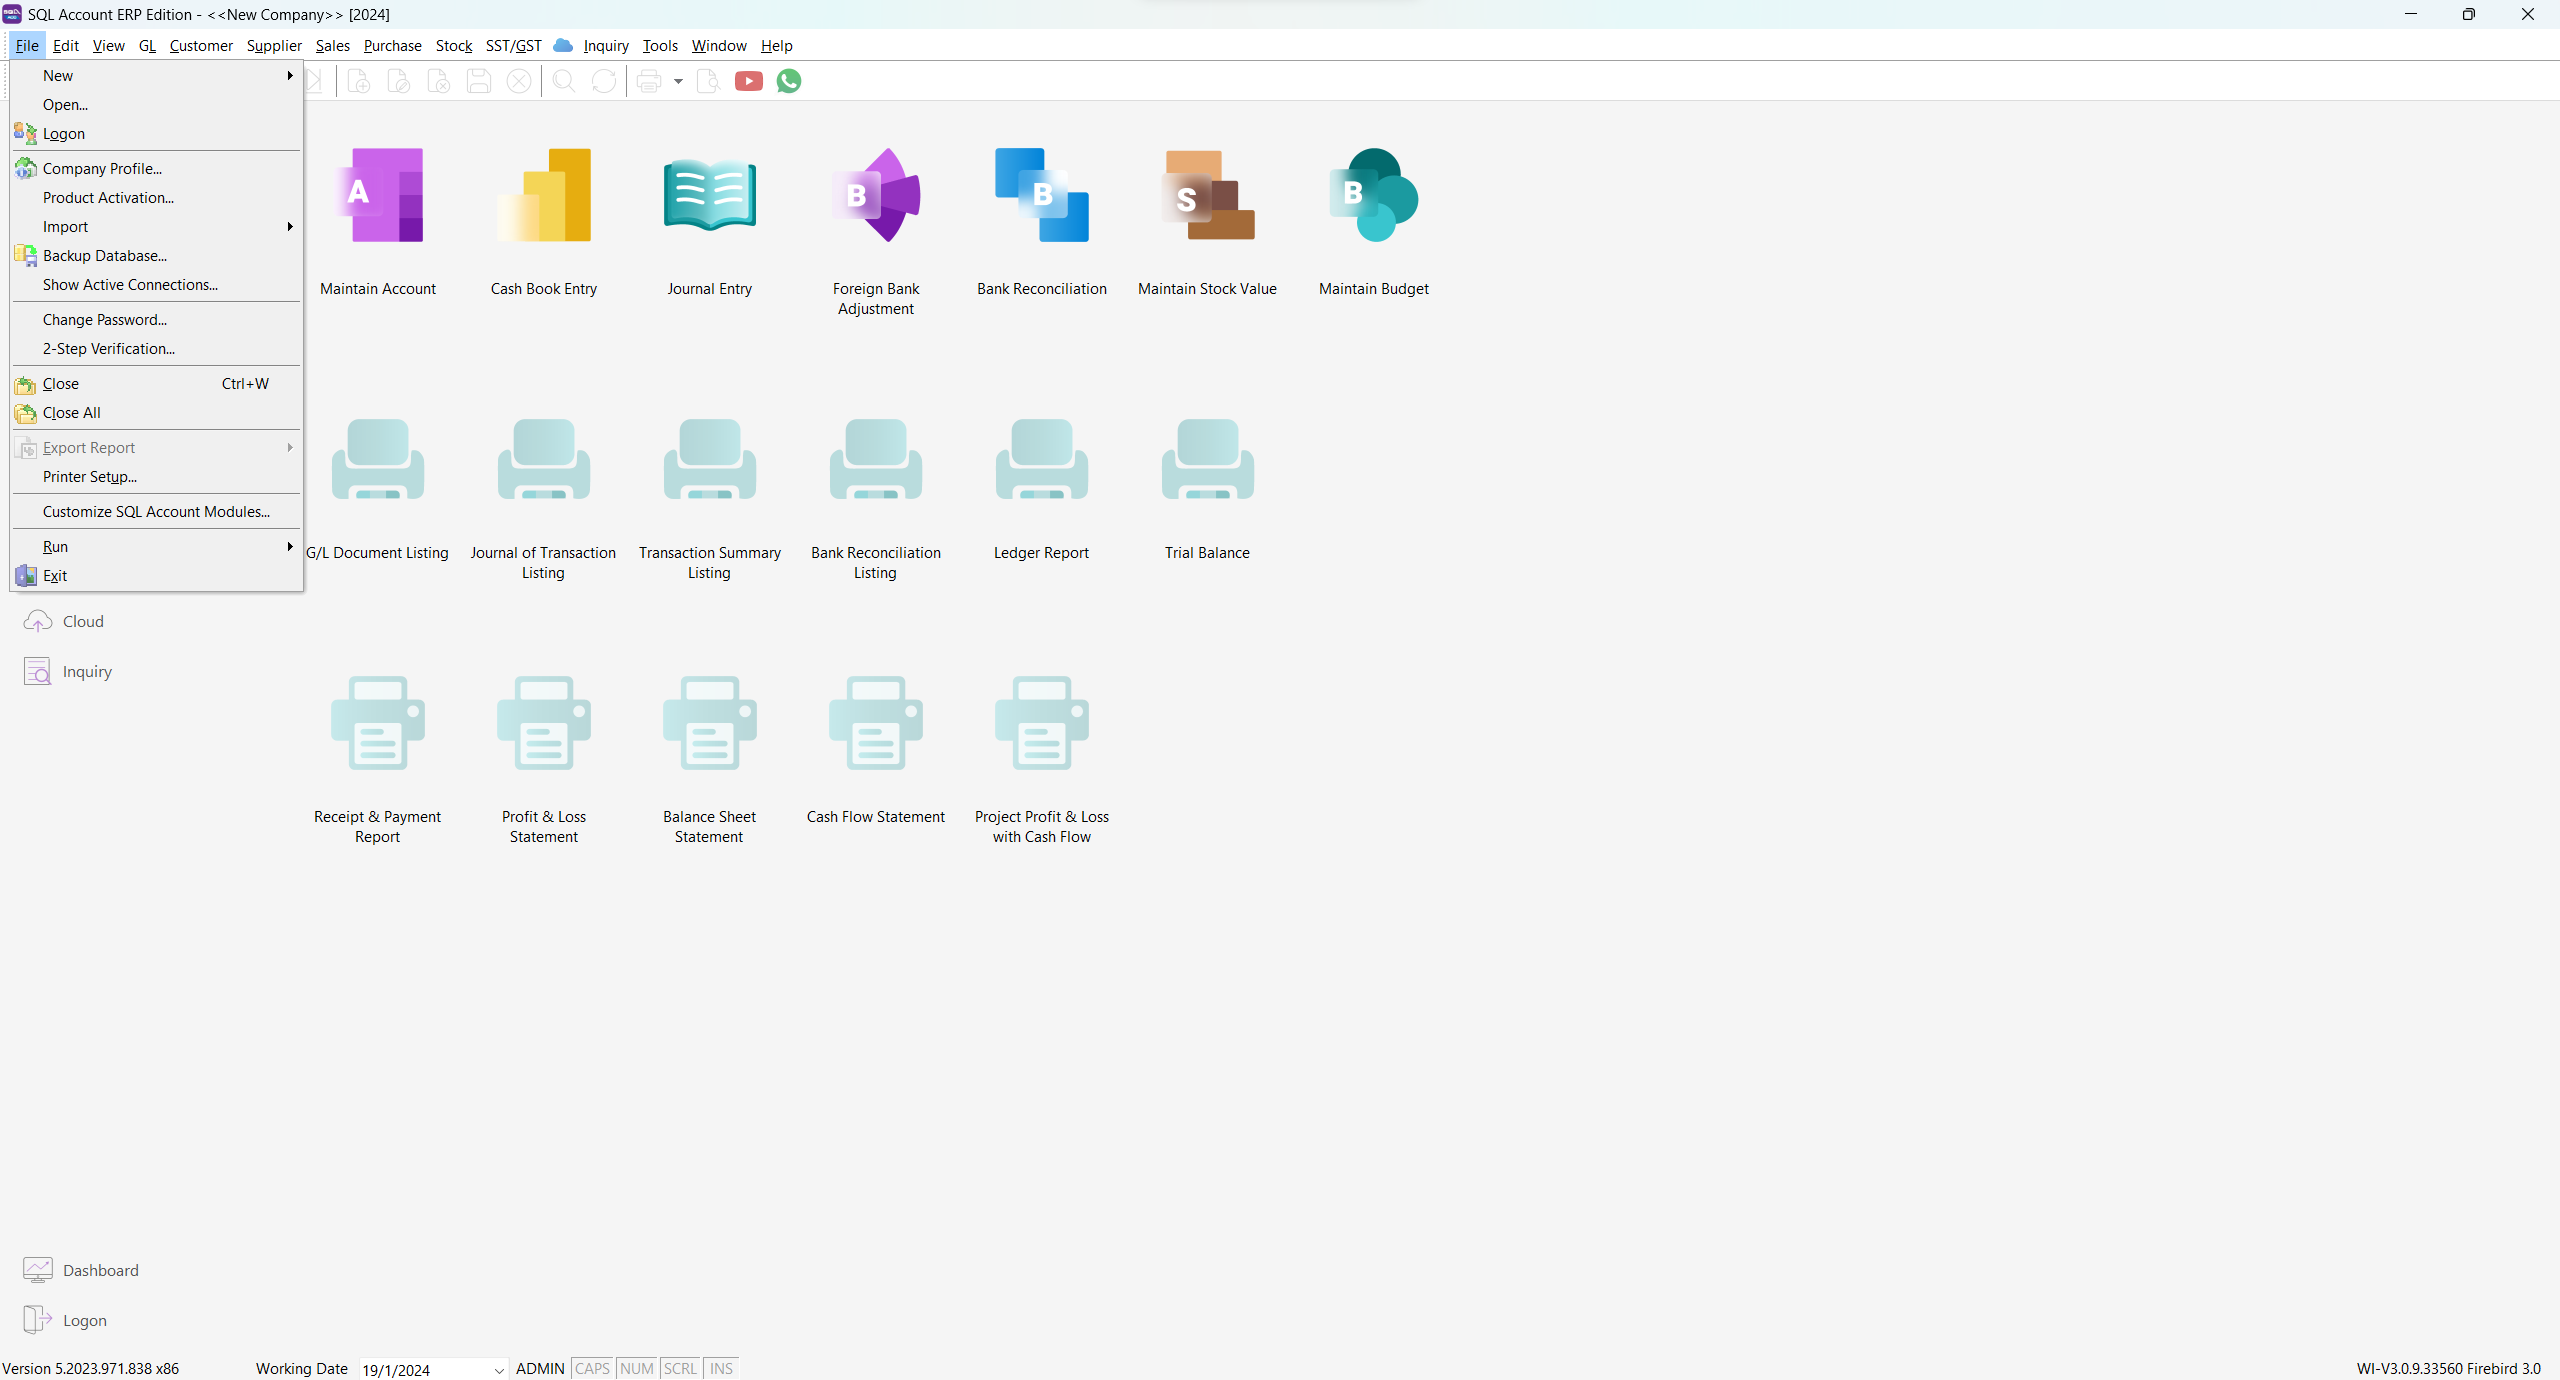 SQL Account ERP Edition - <<New Company>> [2024]
File Edit View GL Customer Supplier Sales Purchase Stock SST/GST Inquiry Tools Window Help
New
Open...
Logon
Company Profile...
Product Activation...
Import
Backup Database...
Show Active Connections...
Change Password...
2-Step Verification...
Close Ctrl+W
Close All
Export Report
Printer Setup...
Customize SQL Account Modules...
Run
Exit
Cloud
Inquiry
Dashboard
Logon
A
B
B
S
B
Maintain Account
Cash Book Entry
Journal Entry
Foreign Bank
Adjustment
Bank Reconciliation
Maintain Stock Value
Maintain Budget
G/L Document Listing
Journal of Transaction
Listing
Transaction Summary
Listing
Bank Reconciliation
Listing
Ledger Report
Trial Balance
Receipt & Payment
Report
Profit & Loss
Statement
Balance Sheet
Statement
Cash Flow Statement
Project Profit & Loss
with Cash Flow
Version 5.2023.971.838 x86 Working Date 19/1/2024 ADMIN CAPS NUM SCRL INS WI-V3.0.9.33560 Firebird 3.0